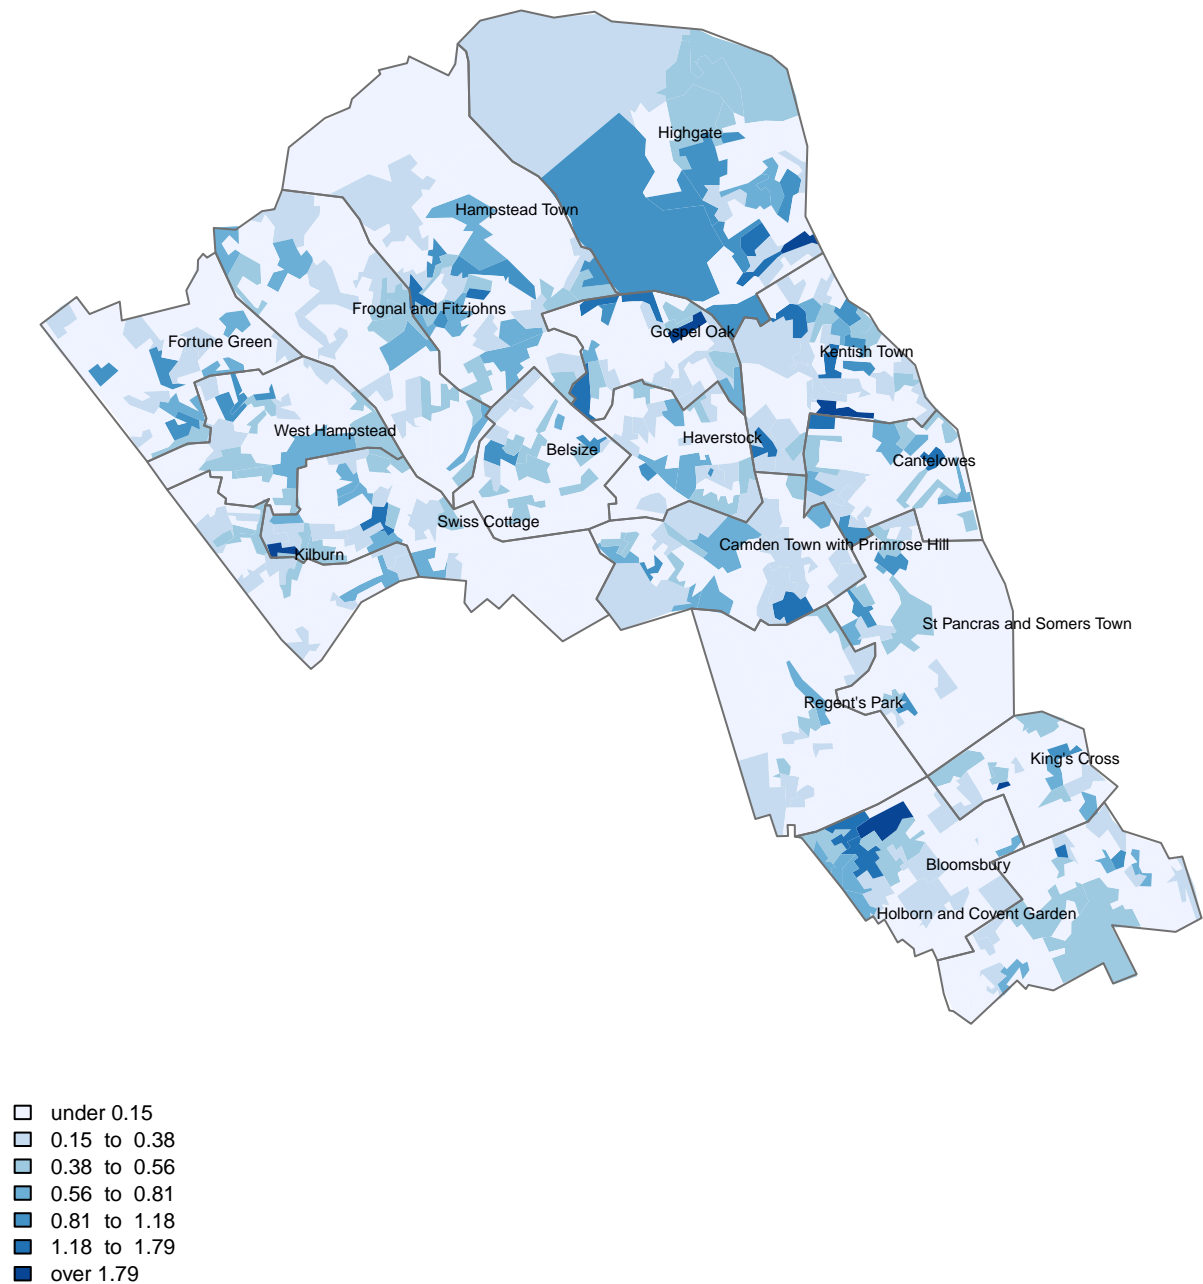 Highgate
Hampstead Town
Frognal and Fitzjohns
Gospel Oak
Fortune Green
Kentish Town
West Hampstead
Haverstock
Belsize
Cantelowes
Swiss Cottage
Camden Town with Primrose Hill
Kilburn
St Pancras and Somers Town
Regent's Park
King's Cross
Bloomsbury
Holborn and Covent Garden
under 0.15
0.15 to 0.38
0.38 to 0.56
0.56 to 0.81
0.81 to 1.18
1.18 to 1.79
over 1.79